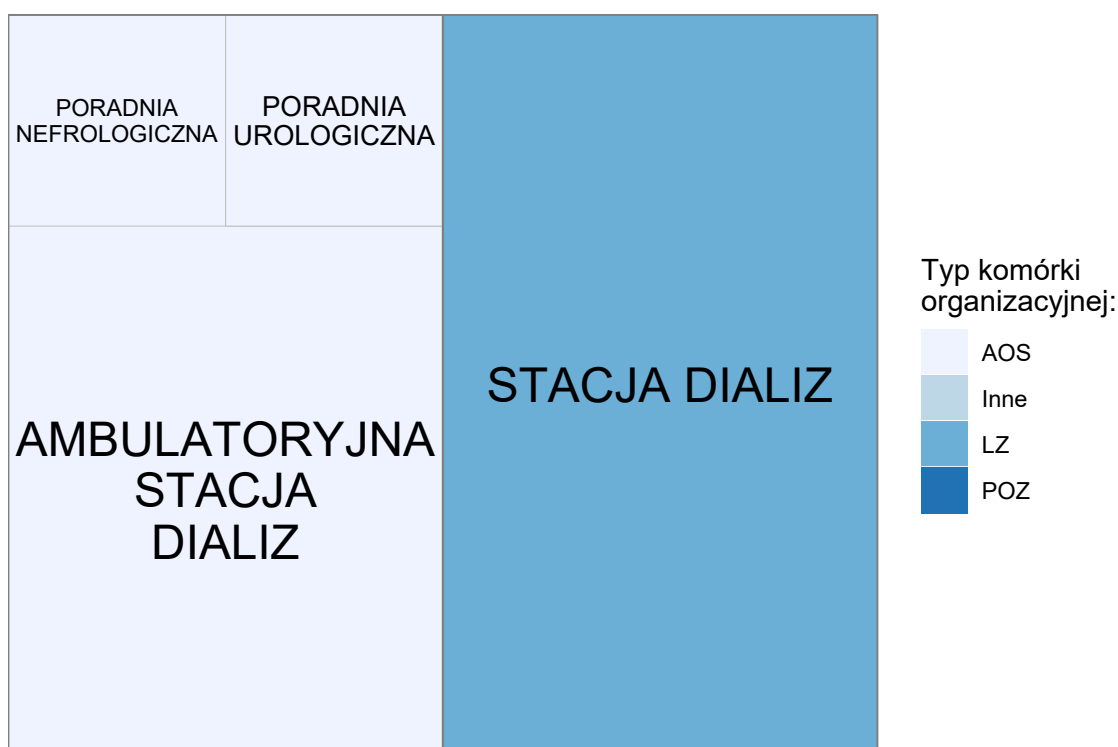 PORADNIA
NEFROLOGICZNA
PORADNIA
UROLOGICZNA
AMBULATORYJNA
STACJA
DIALIZ
STACJA DIALIZ
Typ komórki
organizacyjnej:
AOS
Inne
LZ
POZ